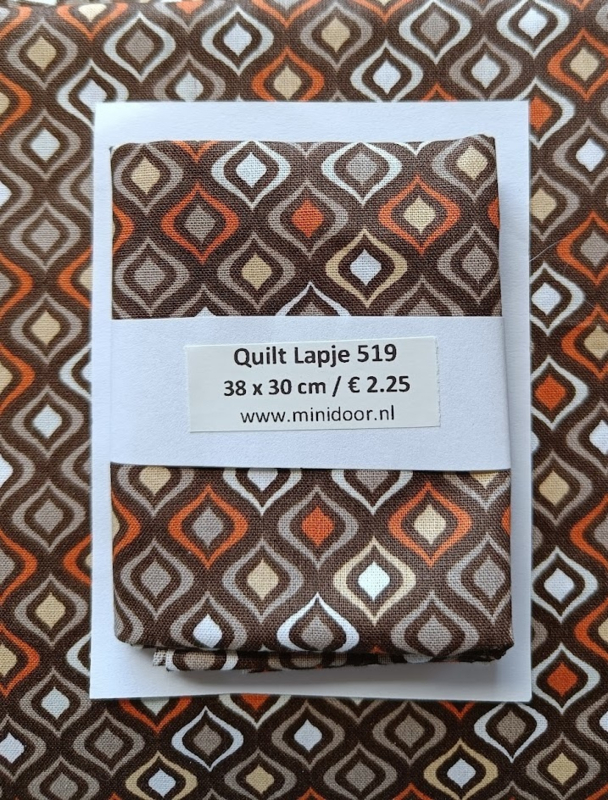 Quilt Lapje 519
38 x 30 cm / € 2.25
www.minidoor.nl